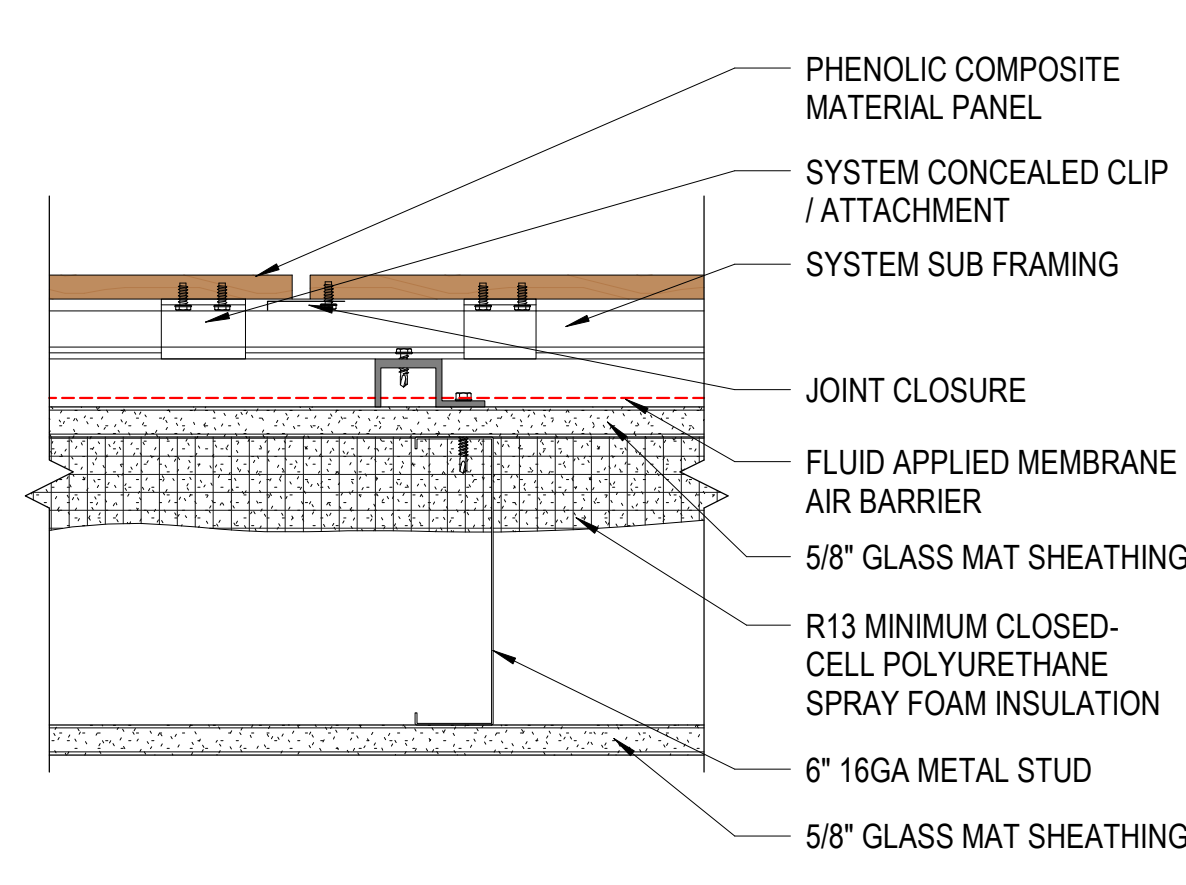 PHENOLIC COMPOSITE
MATERIAL PANEL
SYSTEM CONCEALED CLIP
/ ATTACHMENT
SYSTEM SUB FRAMING
JOINT CLOSURE
FLUID APPLIED MEMBRANE
AIR BARRIER
5/8" GLASS MAT SHEATHING
R13 MINIMUM CLOSED-
CELL POLYURETHANE
SPRAY FOAM INSULATION
6" 16GA METAL STUD
5/8" GLASS MAT SHEATHING